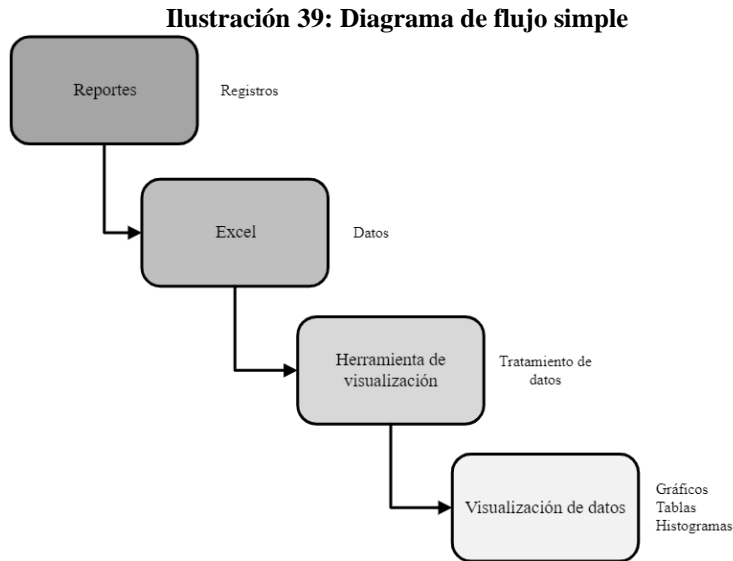 Ilustración 39: Diagrama de flujo simple
Reportes
Registros
Excel
Datos
Herramienta de
visualización
Tratamiento de
datos
Visualización de datos
Gráficos
Tablas
Histogramas